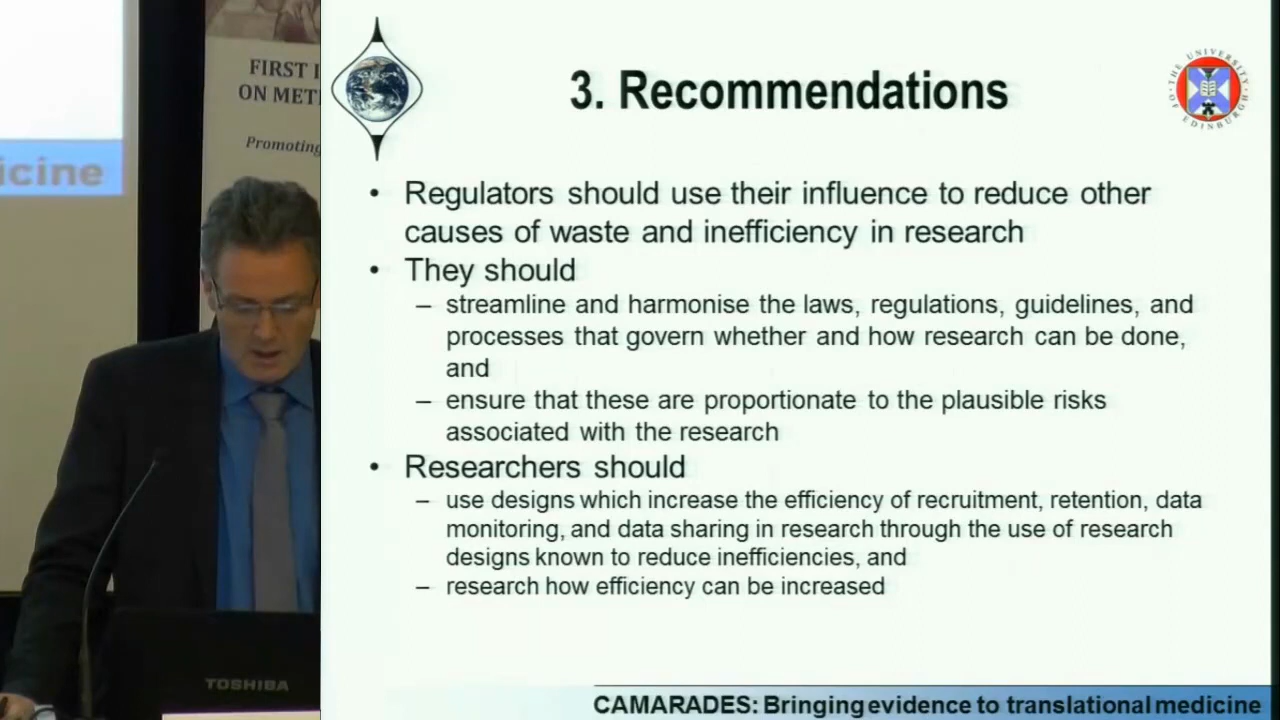 icine
FIRST I
ON MET
Promoting
TOSHIBA
3. Recommendations
THE UNIVERSITY OF EDINBURGH
• Regulators should use their influence to reduce other
causes of waste and inefficiency in research
• They should
– streamline and harmonise the laws, regulations, guidelines, and
processes that govern whether and how research can be done,
and
– ensure that these are proportionate to the plausible risks
associated with the research
• Researchers should
– use designs which increase the efficiency of recruitment, retention, data
monitoring, and data sharing in research through the use of research
designs known to reduce inefficiencies, and
– research how efficiency can be increased
CAMARADES: Bringing evidence to translational medicine